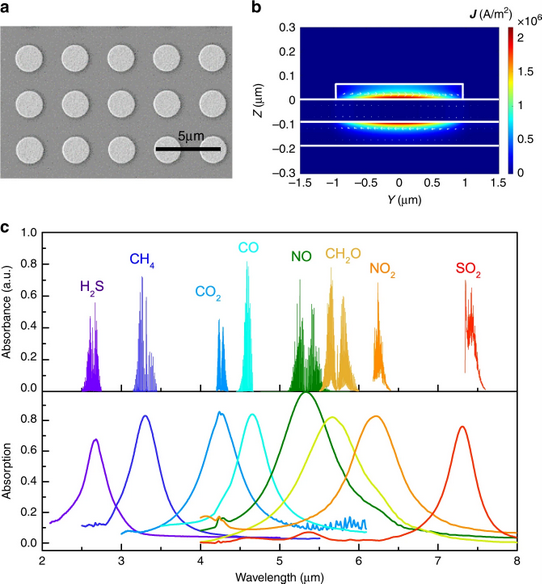 a
5μm
b
J (A/m²)
×10⁶
0.3
0.2
0.1
0
−0.1
−0.2
−0.3
Z (μm)
−1.5
−1
−0.5
0
0.5
1
1.5
Y (μm)
2
1.5
1
0.5
0
c
1.0
0.8
0.6
0.4
0.2
0.0
Absorbance (a.u.)
H₂S
CH₄
CO₂
CO
NO
CH₂O
NO₂
SO₂
0.8
0.6
0.4
0.2
0.0
Absorption
2
3
4
5
6
7
8
Wavelength (μm)